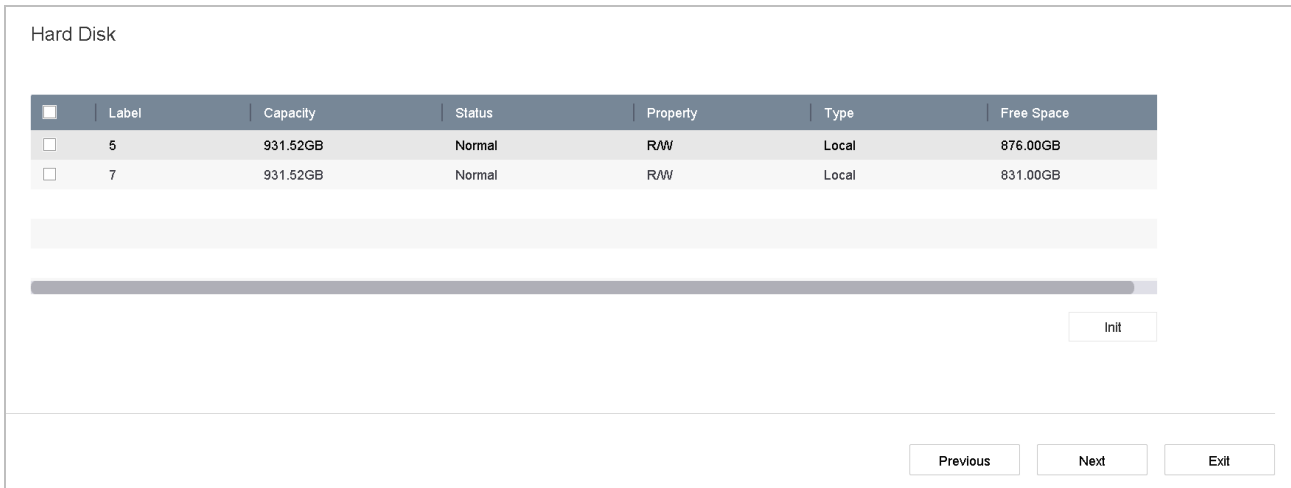 Hard Disk
Label Capacity Status Property Type Free Space
5 931.52GB Normal R/W Local 876.00GB
7 931.52GB Normal R/W Local 831.00GB
Init
Previous Next Exit